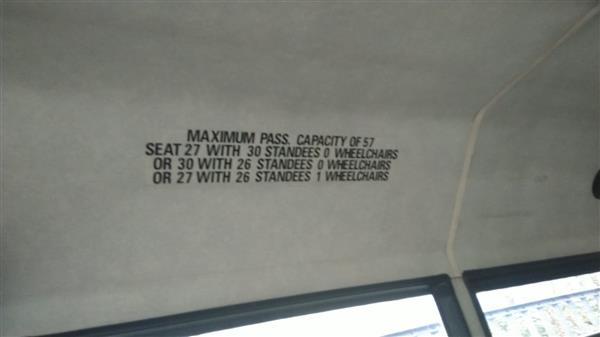 MAXIMUM PASS. CAPACITY OF 57
SEAT 27 WITH 30 STANDEES 0 WHEELCHAIRS
OR 30 WITH 26 STANDEES 0 WHEELCHAIRS
OR 27 WITH 26 STANDEES 1 WHEELCHAIRS